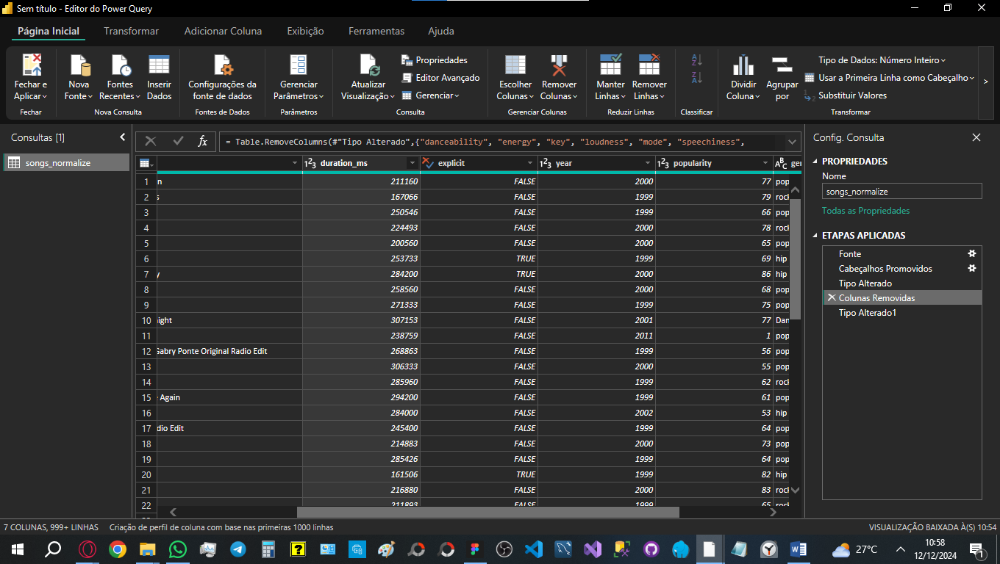 Sem título - Editor do Power Query
Página Inicial Transformar Adicionar Coluna Exibição Ferramentas Ajuda
Fechar e Aplicar
Fechar
Nova Fonte
Fontes Recentes
Inserir Dados
Nova Consulta
Configurações da fonte de dados
Fontes de Dados
Gerenciar Parâmetros
Parâmetros
Atualizar Visualização
Propriedades
Editor Avançado
Gerenciar
Consulta
Escolher Colunas
Remover Colunas
Gerenciar Colunas
Manter Linhas
Remover Linhas
Reduzir Linhas
Classificar
Dividir Coluna
Agrupar por
Tipo de Dados: Número Inteiro
Usar a Primeira Linha como Cabeçalho
Substituir Valores
Transformar
Consultas [1]
songs_normalize
fx = Table.RemoveColumns(#"Tipo Alterado",{"danceability", "energy", "key", "loudness", "mode", "speechiness",
duration_ms explicit year popularity
1 n 211160 FALSE 2000 77 pop
2 s 167066 FALSE 1999 79 rock
3 250546 FALSE 1999 66 pop
4 224493 FALSE 2000 78 rock
5 200560 FALSE 2000 65 pop
6 253733 TRUE 1999 69 hip
7 y 284200 TRUE 2000 86 hip
8 258560 FALSE 2000 68 pop
9 271333 FALSE 1999 75 pop
10 ight 307153 FALSE 2001 77 Dan
11 238759 FALSE 2011 1 pop
12 Gabry Ponte Original Radio Edit 268863 FALSE 1999 56 pop
13 306333 FALSE 2000 55 pop
14 285960 FALSE 1999 62 rock
15 Again 294200 FALSE 1999 61 pop
16 284000 FALSE 2002 53 hip
17 dio Edit 245400 FALSE 1999 64 pop
18 214883 FALSE 2000 73 pop
19 285426 FALSE 1999 64 pop
20 161506 TRUE 1999 82 hip
21 216880 FALSE 2000 83 rock
22 211893 FALSE 1999 65 rock
Config. Consulta
PROPRIEDADES
Nome
songs_normalize
Todas as Propriedades
ETAPAS APLICADAS
Fonte
Cabeçalhos Promovidos
Tipo Alterado
Colunas Removidas
Tipo Alterado1
7 COLUNAS, 999+ LINHAS Criação de perfil de coluna com base nas primeiras 1000 linhas
VISUALIZAÇÃO BAIXADA À(S) 10:54
27°C
10:58
12/12/2024
1